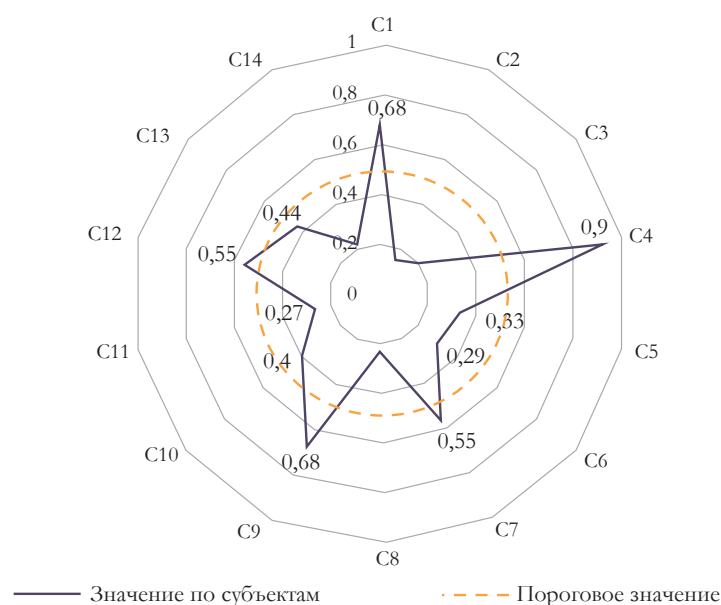 C1
1
C14
C2
0,8
0,68
C13
C3
0,6
0,4
0,44
0,9
C12
C4
0,2
0,55
0
0,27
0,33
C11
C5
0,4
0,29
C10
C6
0,55
0,68
C9
C7
C8
Значение по субъектам
Пороговое значение